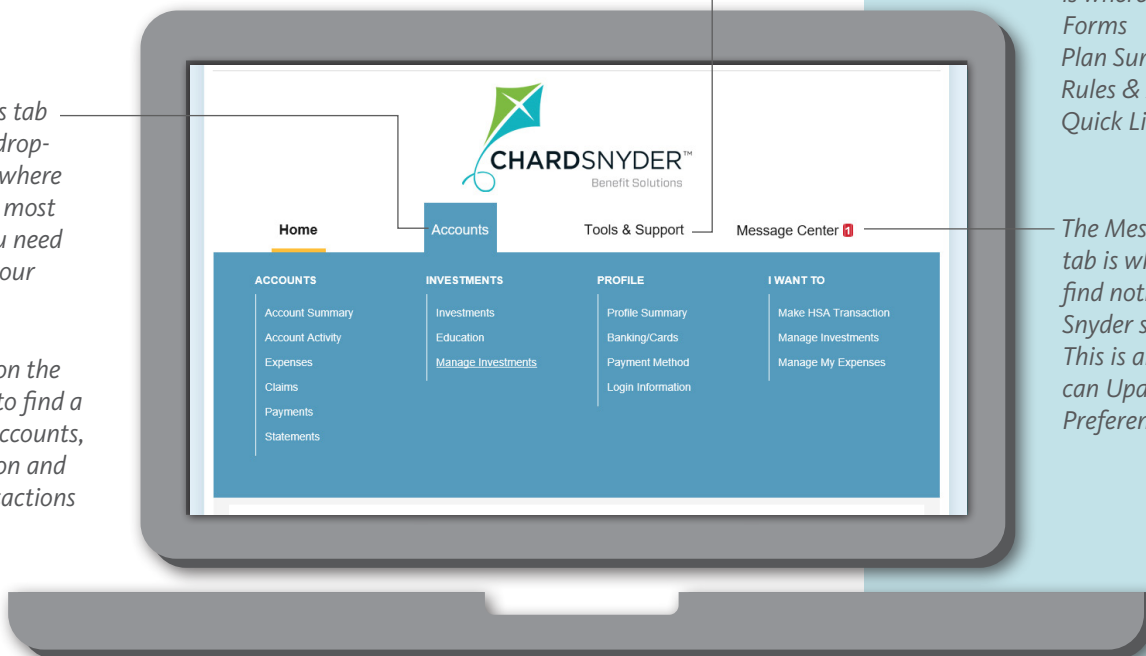 s tab
drop-
where
most
u need
our
on the
to find a
ccounts,
on and
actions
CHARDSNYDER™
Benefit Solutions
Home
Accounts
Tools & Support
Message Center 1
ACCOUNTS
Account Summary
Account Activity
Expenses
Claims
Payments
Statements
INVESTMENTS
Investments
Education
Manage Investments
PROFILE
Profile Summary
Banking/Cards
Payment Method
Login Information
I WANT TO
Make HSA Transaction
Manage Investments
Manage My Expenses
is where
Forms
Plan Sur
Rules &
Quick Li
The Mes
tab is wh
find not
Snyder s
This is a
can Upa
Preferen